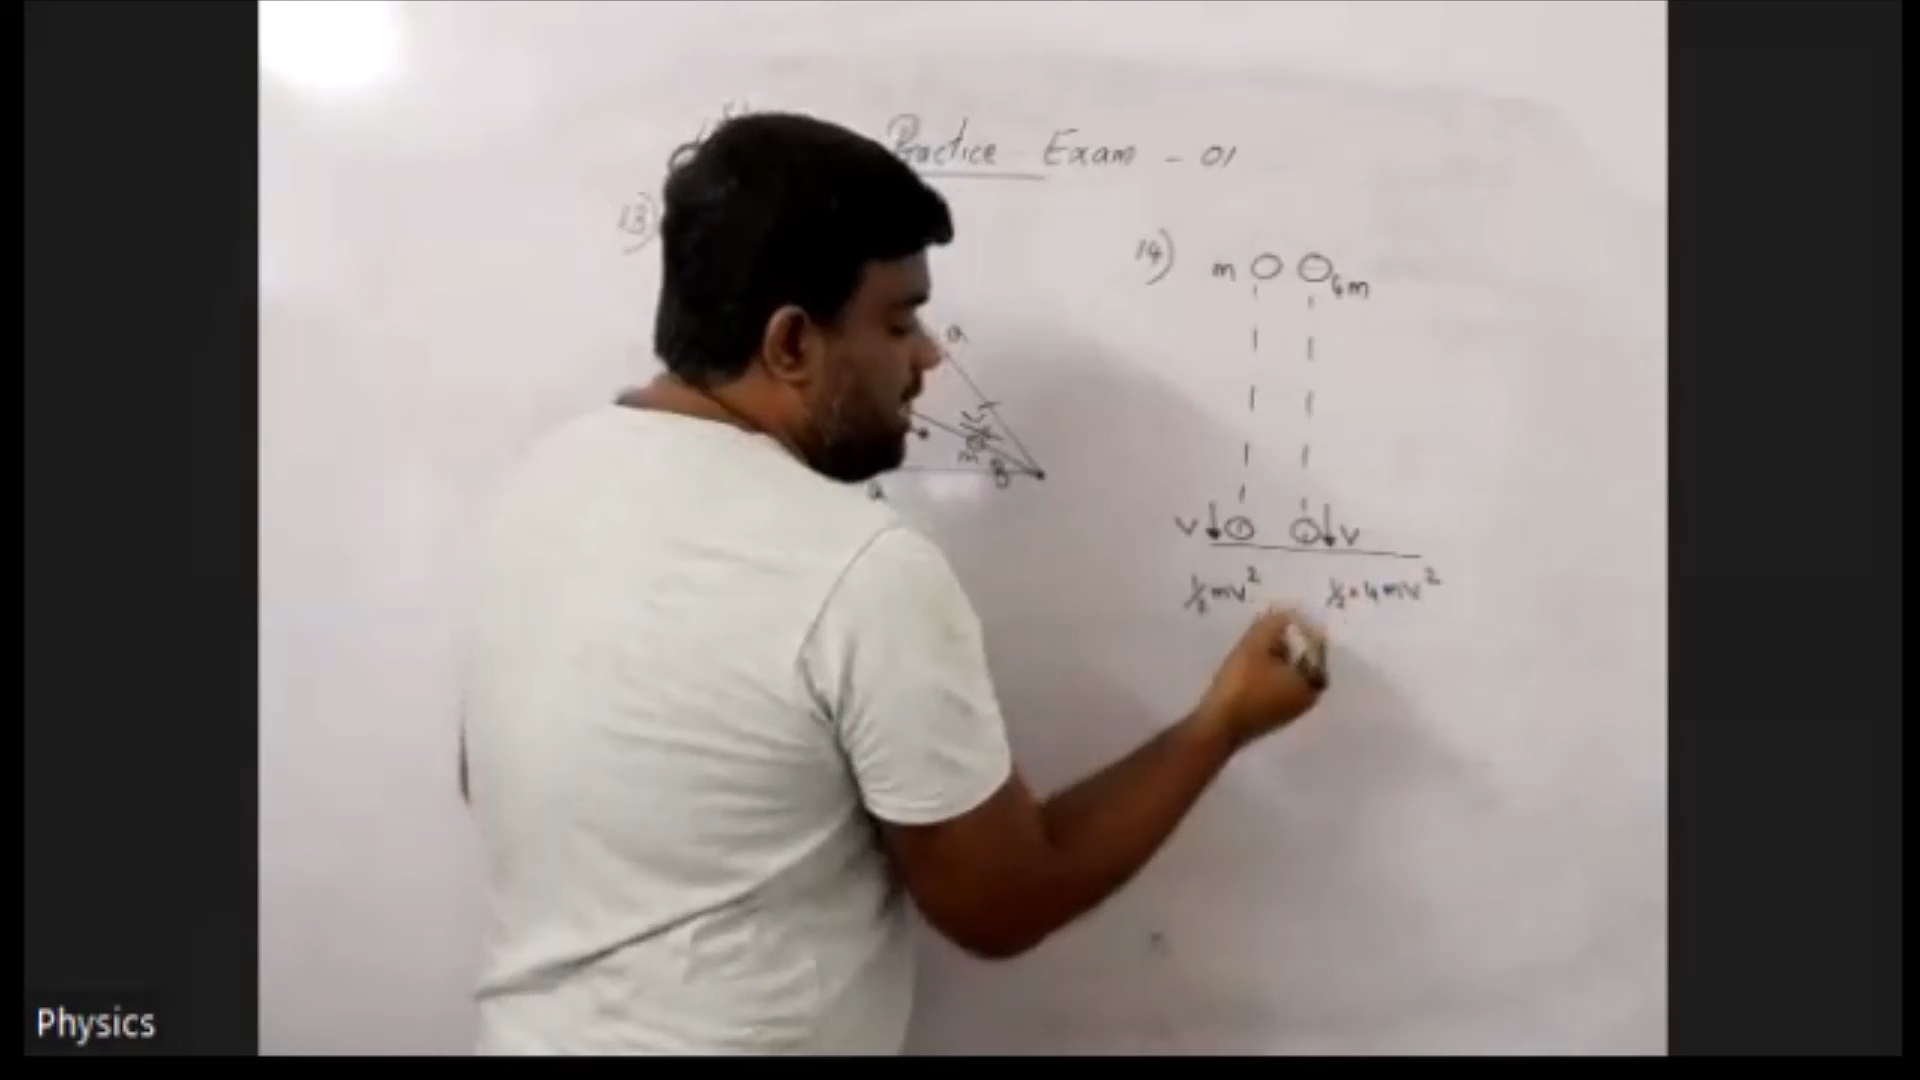 Practice Exam - 01
13)
a
a
14)
m
4m
V
V
½mv²
½·4mv²
Physics